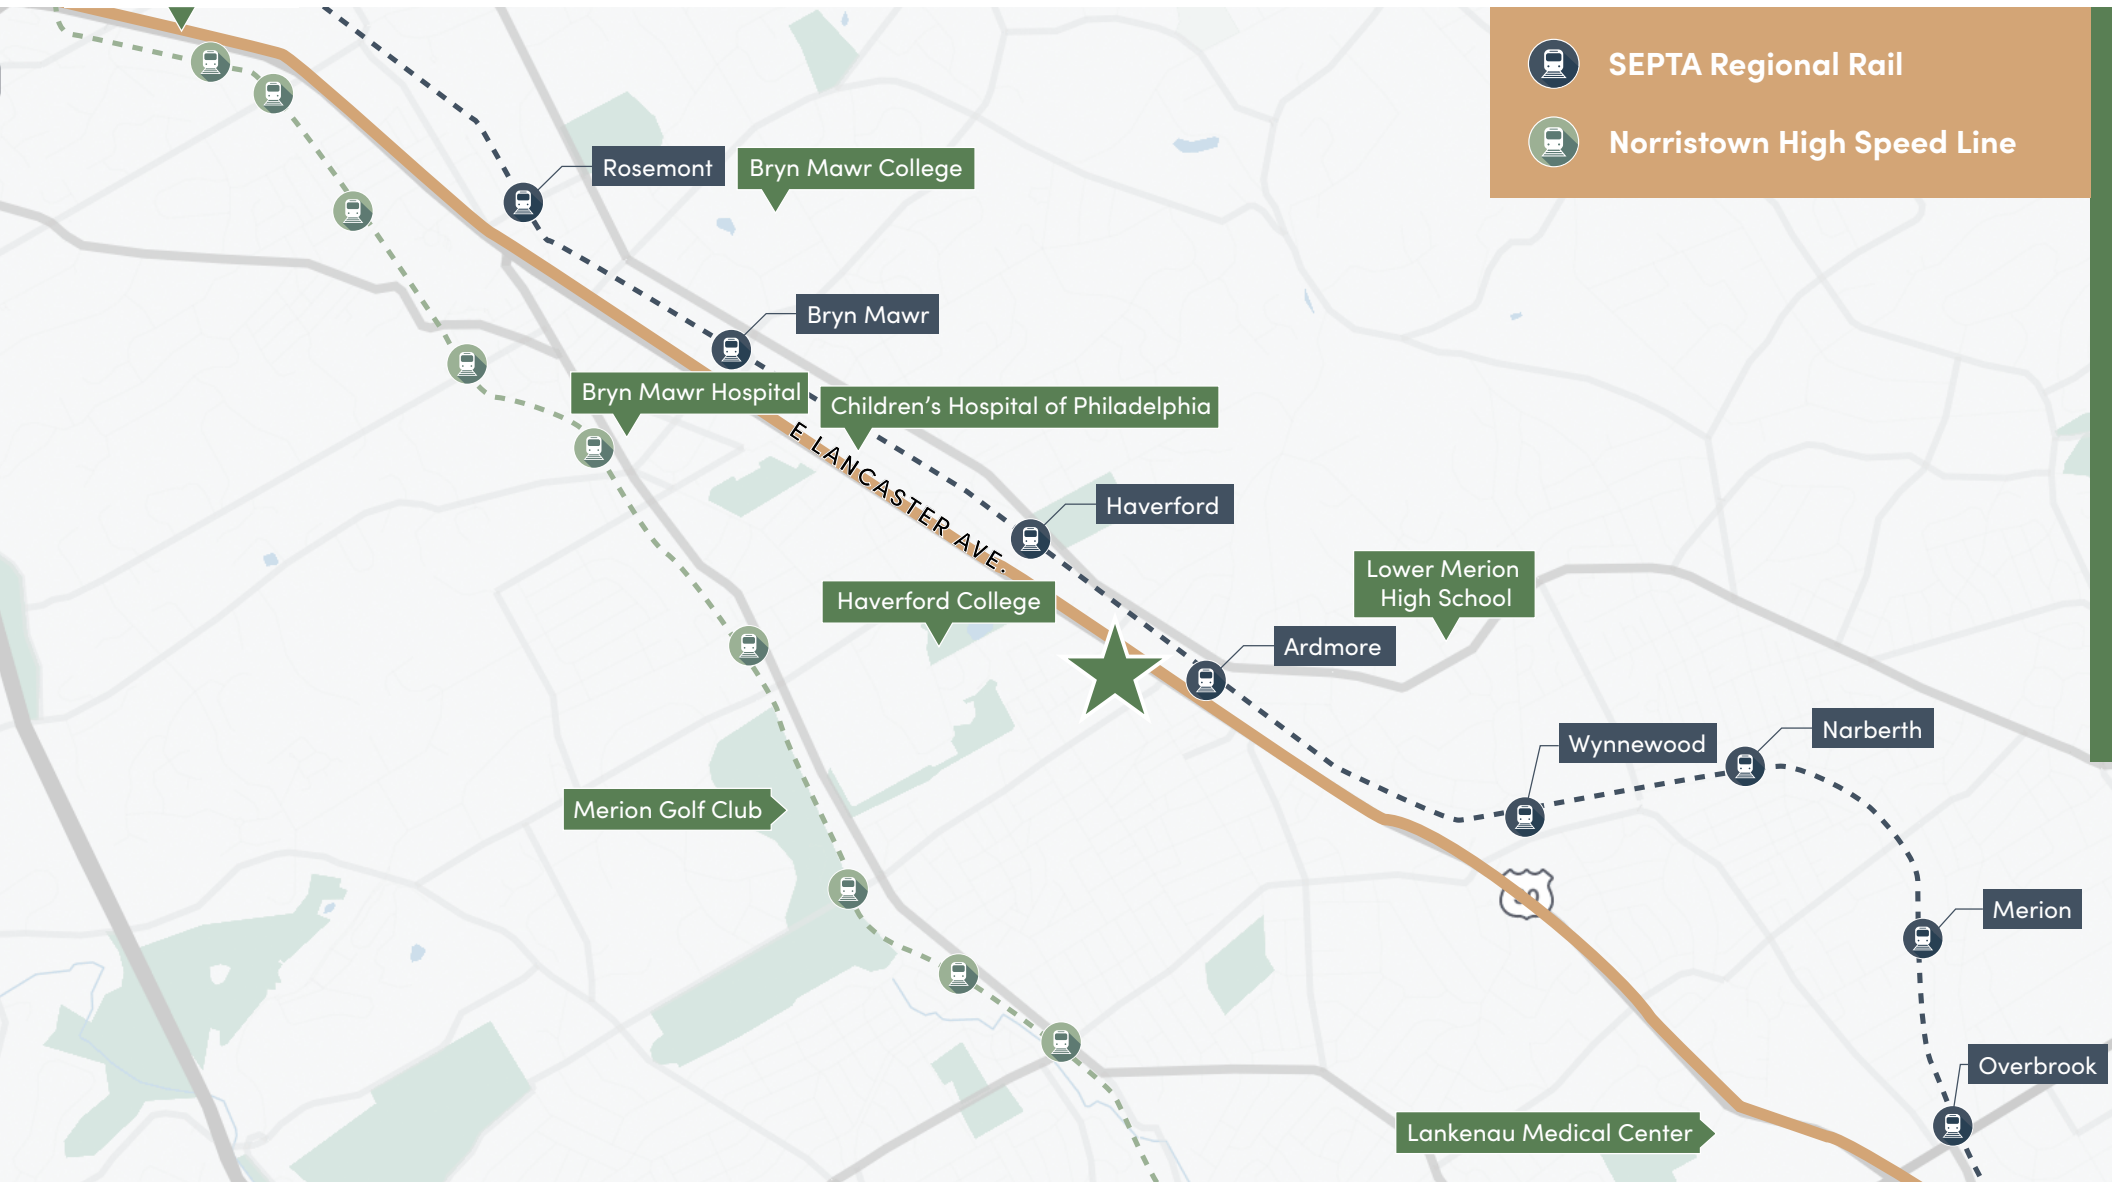 SEPTA Regional Rail
Norristown High Speed Line
Rosemont
Bryn Mawr College
Bryn Mawr
Bryn Mawr Hospital
Children’s Hospital of Philadelphia
E LANCASTER AVE.
Haverford
Haverford College
Lower Merion
High School
Ardmore
Wynnewood
Narberth
Merion Golf Club
Merion
Overbrook
Lankenau Medical Center